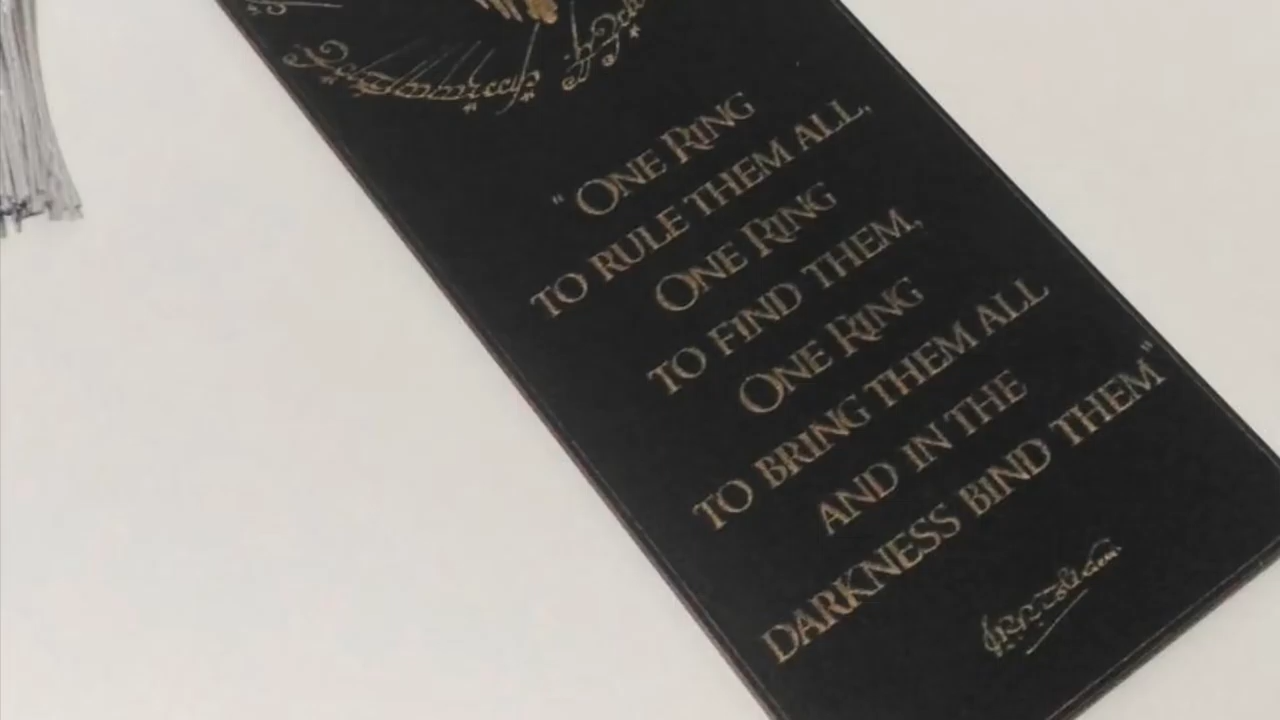 " ONE RING
TO RULE THEM ALL,
ONE RING
TO FIND THEM,
ONE RING
TO BRING THEM ALL
AND IN THE
DARKNESS BIND THEM"
JRRTolkien